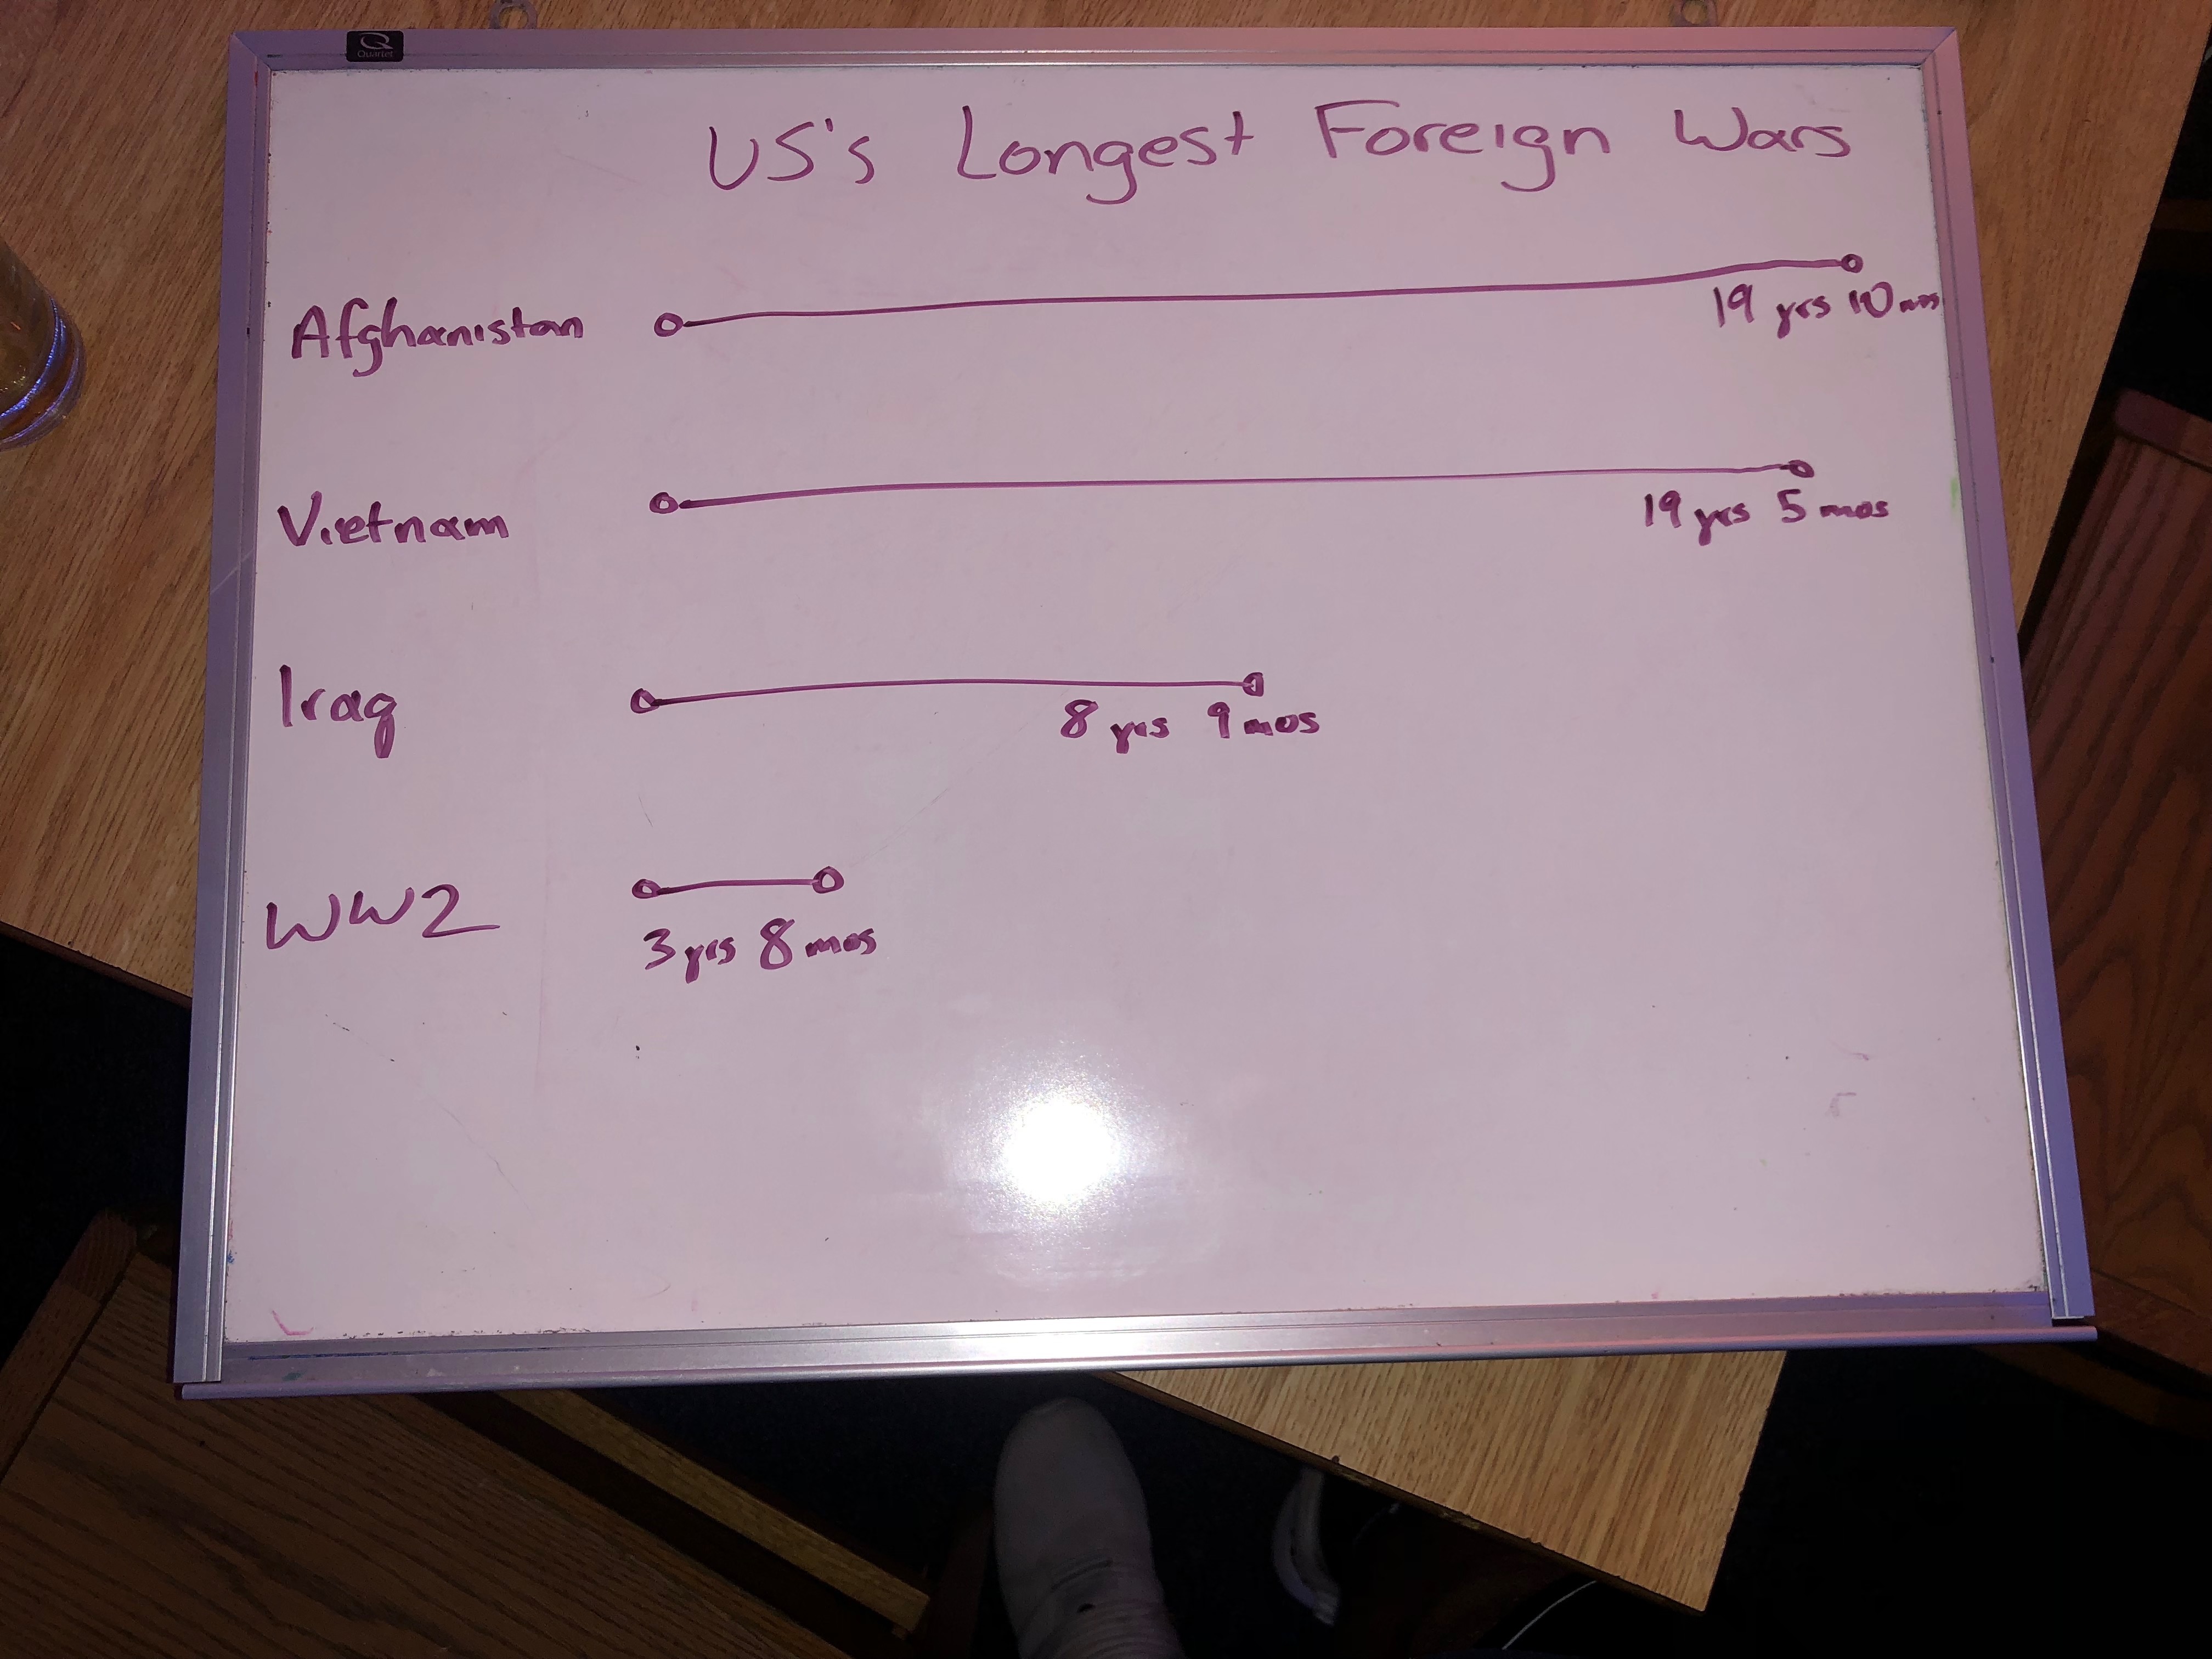 Quartet
US's Longest Foreign Wars
Afghanistan
19 yrs 10 mos
Vietnam
19 yrs 5 mos
Iraq
8 yrs 9 mos
WW2
3 yrs 8 mos